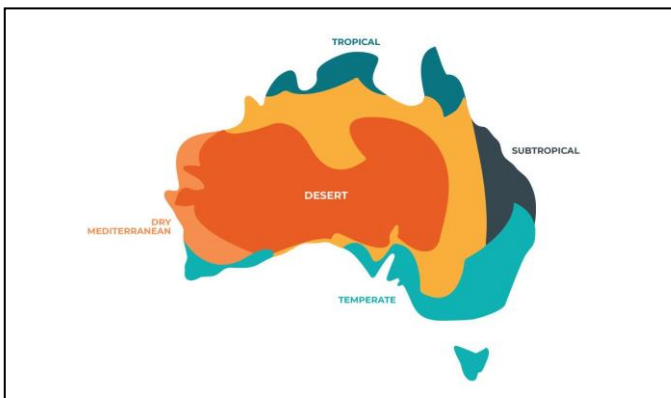 TROPICAL
SUBTROPICAL
DESERT
DRY
MEDITERRANEAN
TEMPERATE